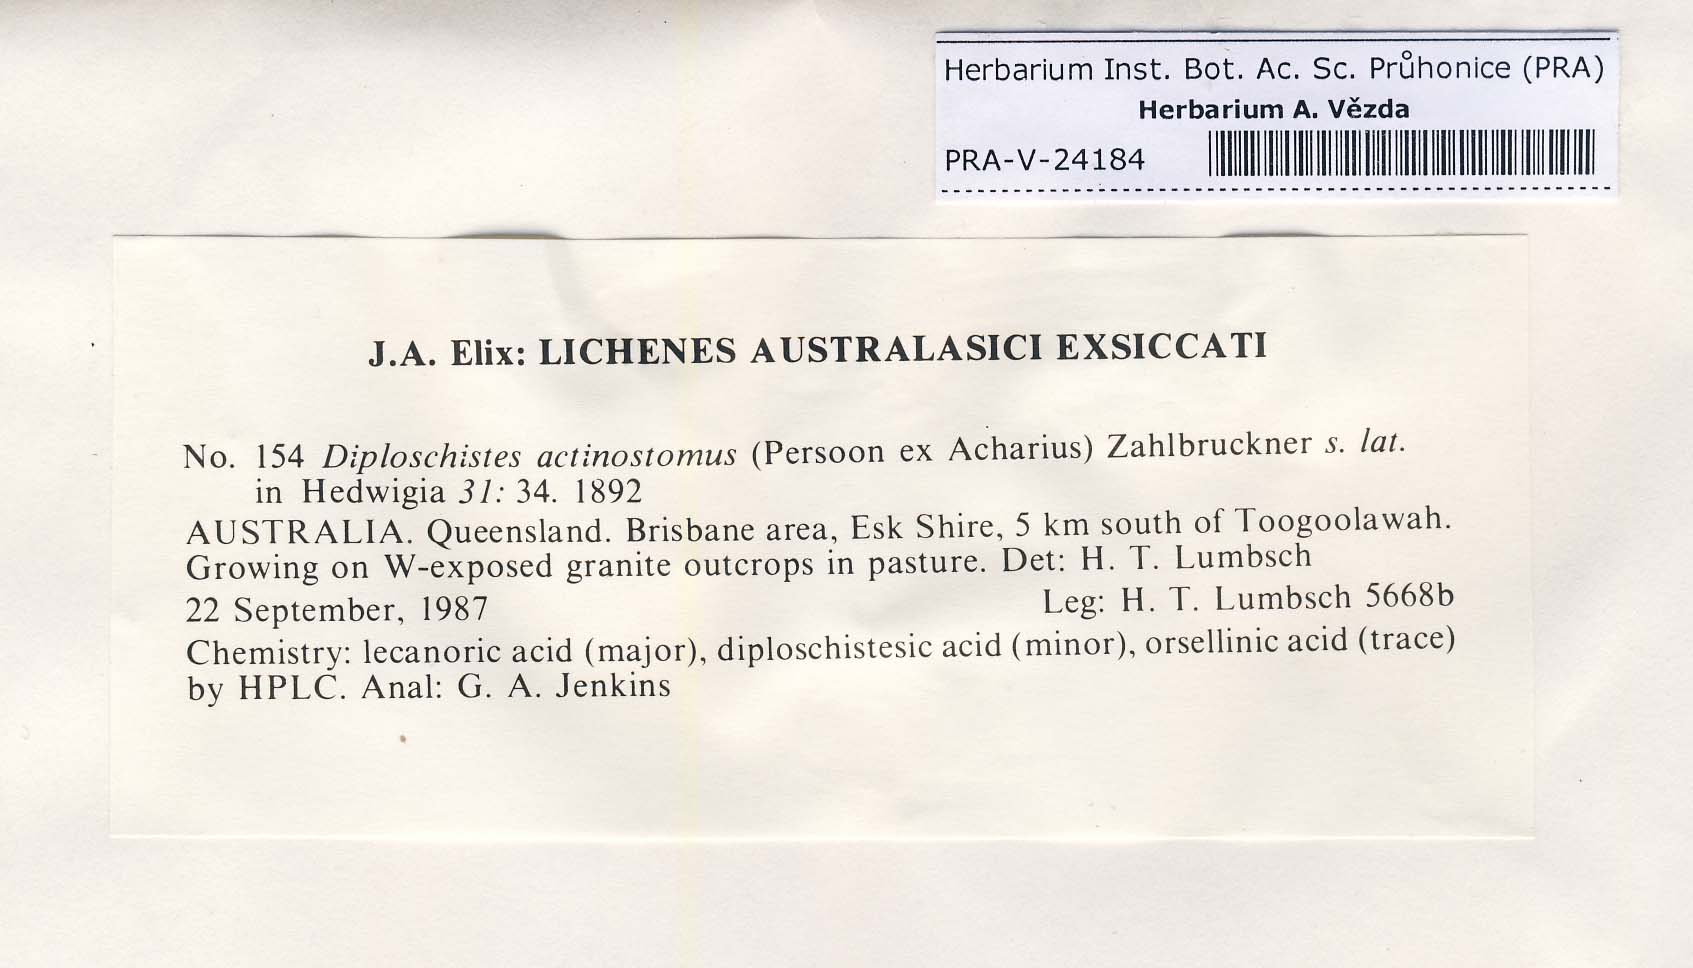 Herbarium Inst. Bot. Ac. Sc. Průhonice (PRA)
Herbarium A. Vězda
PRA-V-24184
J.A. Elix: LICHENES AUSTRALASICI EXSICCATI
No. 154 Diploschistes actinostomus (Persoon ex Acharius) Zahlbruckner s. lat.
in Hedwigia 31: 34. 1892
AUSTRALIA. Queensland. Brisbane area, Esk Shire, 5 km south of Toogoolawah.
Growing on W-exposed granite outcrops in pasture. Det: H. T. Lumbsch
22 September, 1987 Leg: H. T. Lumbsch 5668b
Chemistry: lecanoric acid (major), diploschistesic acid (minor), orsellinic acid (trace)
by HPLC. Anal: G. A. Jenkins